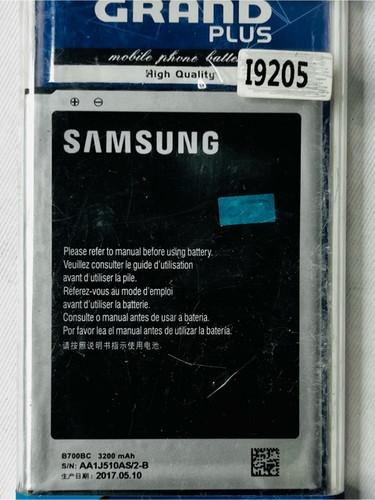 GRAND
PLUS
mobile phone batte
High Quality
I9205
SAMSUNG
Please refer to manual before using battery.
Veuillez consulter le guide d'utilisation
avant d'utiliser la pile.
Réferez-vous au mode d'emploi
avant d'utiliser la batterie.
Consulte o manual antes de usar a bateria.
Por favor lea el manual antes de utilizar la batería.
请按照说明书指示使用电池.
B700BC 3200 mAh
S/N: AA1J510AS/2-B
生产日期: 2017.05.10